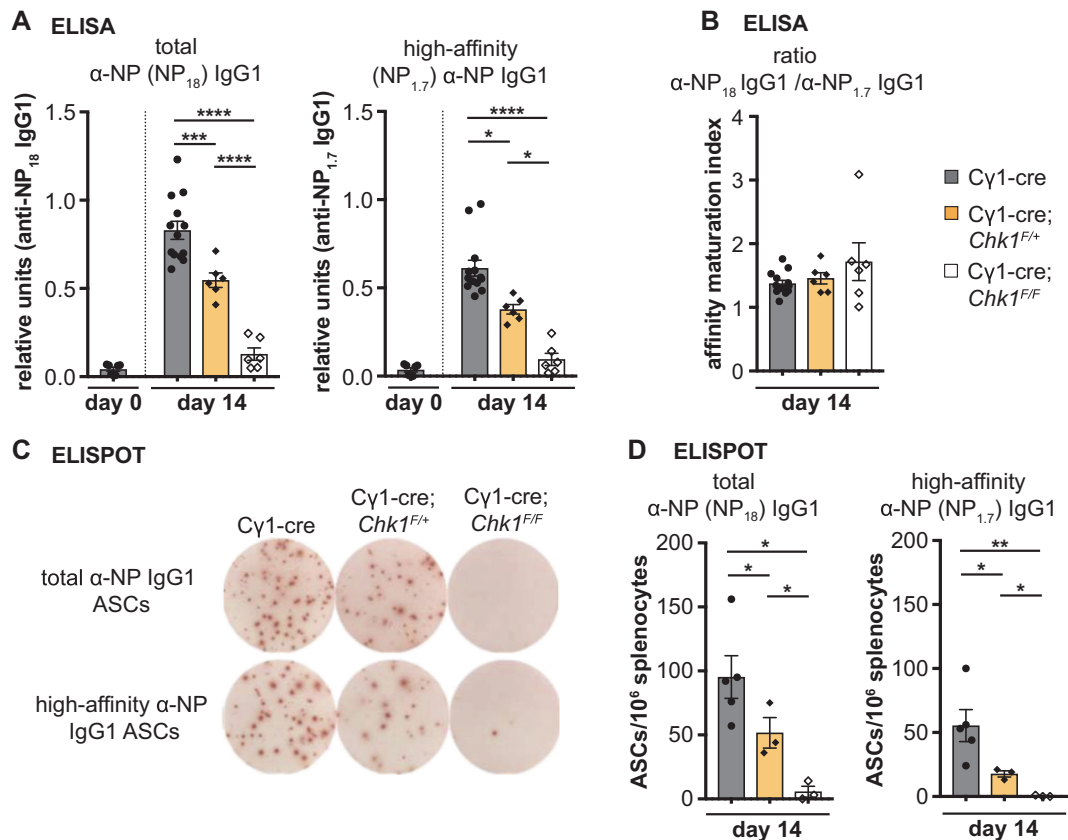 A ELISA
total
α-NP (NP18) IgG1
relative units (anti-NP18 IgG1)
1.5
1.0
0.5
0.0
****
***
****
day 0
day 14
high-affinity
(NP1.7) α-NP IgG1
relative units (anti-NP1.7 IgG1)
1.5
1.0
0.5
0.0
****
*
*
day 0
day 14
B ELISA
ratio
α-NP18 IgG1 /α-NP1.7 IgG1
affinity maturation index
4
3
2
1
0
day 14
Cγ1-cre
Cγ1-cre;
Chk1F/+
Cγ1-cre;
Chk1F/F
C ELISPOT
Cγ1-cre
Cγ1-cre;
Chk1F/+
Cγ1-cre;
Chk1F/F
total α-NP IgG1
ASCs
high-affinity α-NP
IgG1 ASCs
D ELISPOT
total
α-NP (NP18) IgG1
ASCs/10⁶ splenocytes
200
150
100
50
0
*
*
*
day 14
high-affinity
α-NP (NP1.7) IgG1
ASCs/10⁶ splenocytes
200
150
100
50
0
**
*
*
day 14